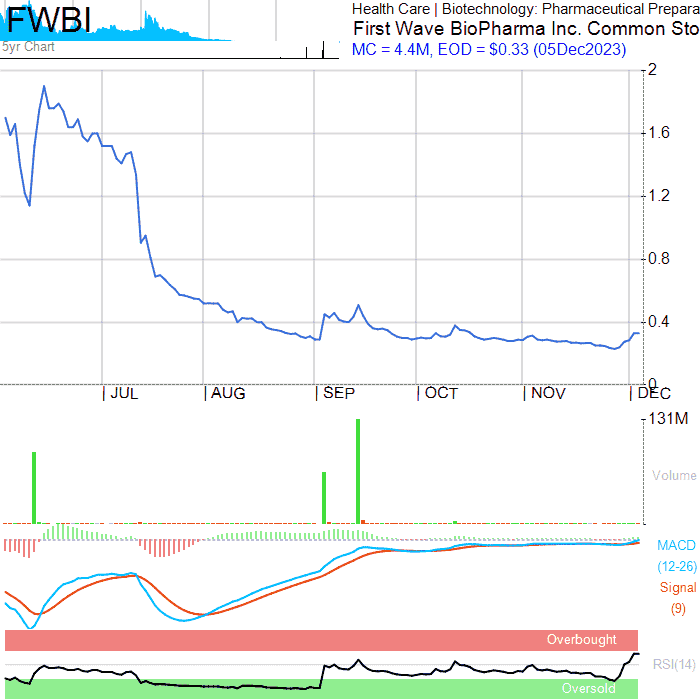 FWBI
Health Care | Biotechnology: Pharmaceutical Prepara
First Wave BioPharma Inc. Common Sto
5yr Chart
MC = 4.4M, EOD = $0.33 (05Dec2023)
2
1.6
1.2
0.8
0.4
0
| JUL | AUG | SEP | OCT | NOV | DEC
131M
Volume
MACD
(12-26)
Signal
(9)
Overbought
RSI(14)
Oversold